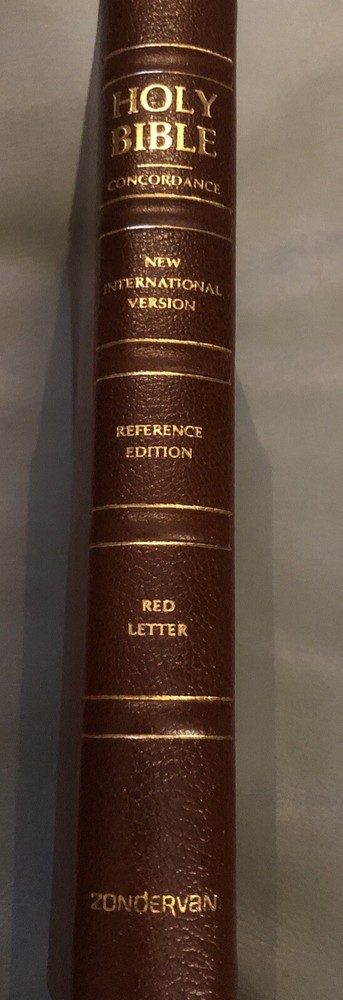 HOLY
BIBLE
CONCORDANCE
NEW
INTERNATIONAL
VERSION
REFERENCE
EDITION
RED
LETTER
ZONdERVaN